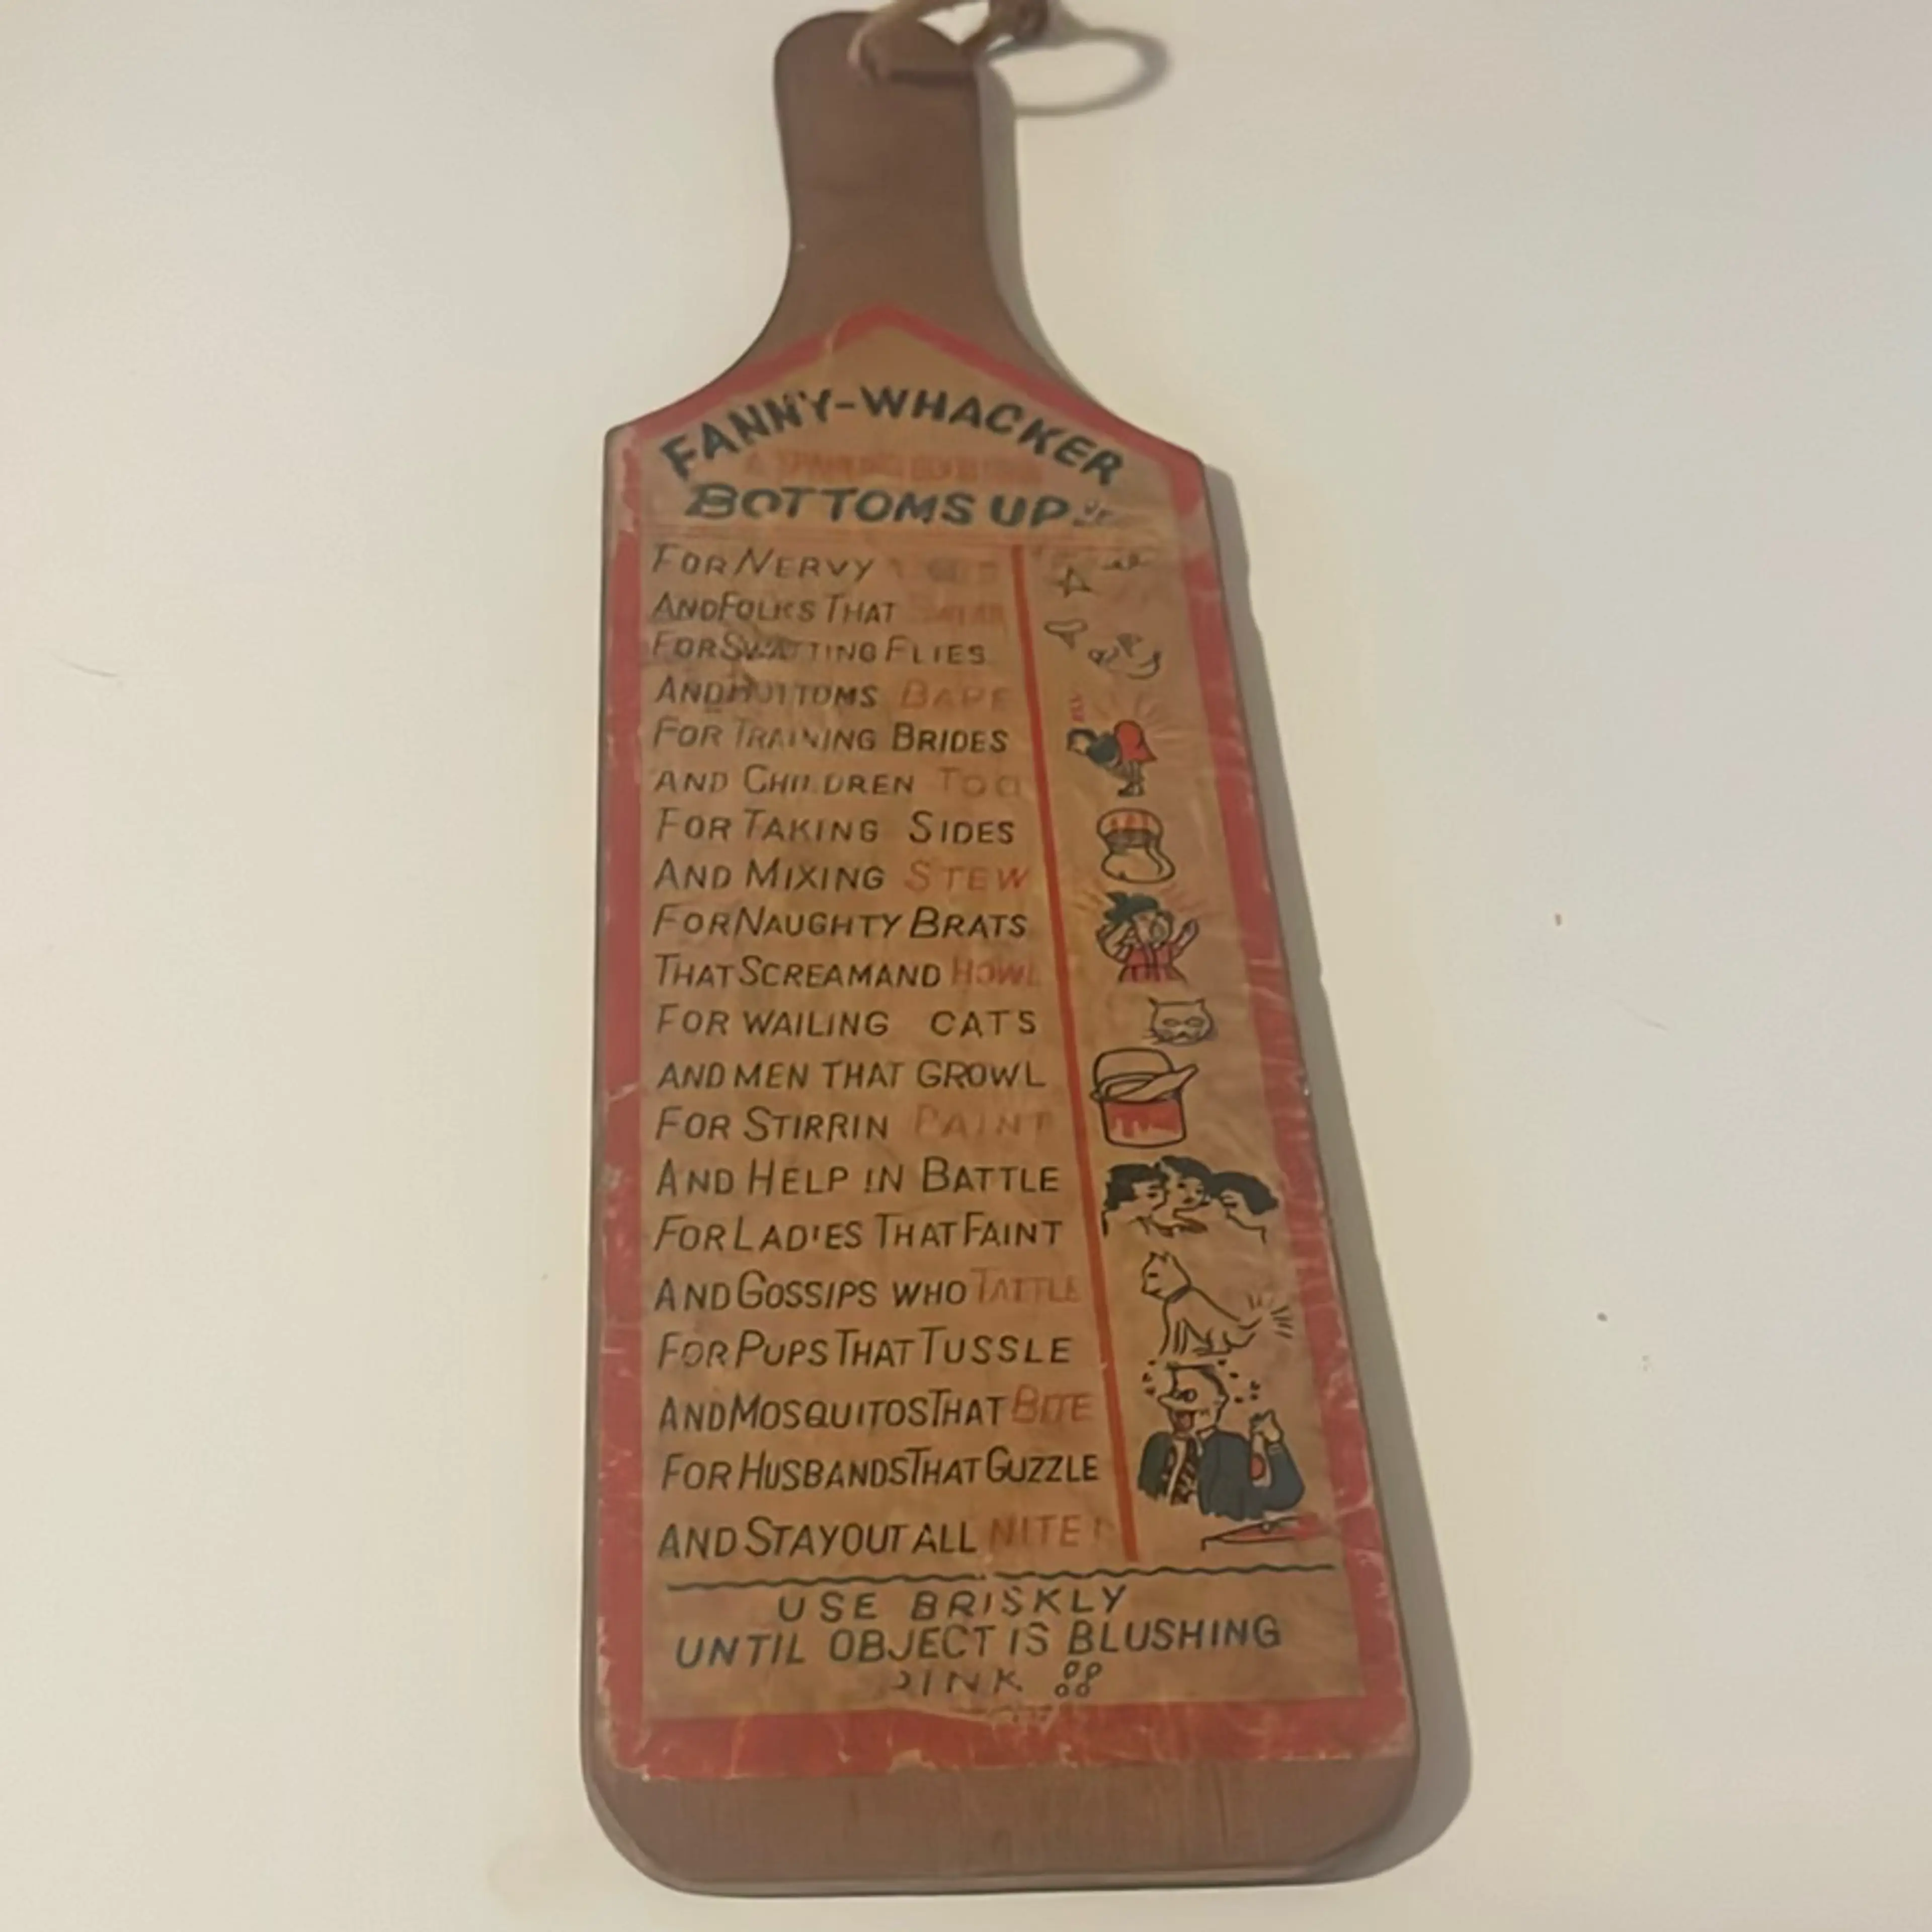 FANNY-WHACKER
BOTTOMS UP
FOR NERVY
AND FOLKS THAT
FOR SWATTING FLIES
AND BOTTOMS BARE
FOR TRAINING BRIDES
AND CHILDREN TOO
FOR TAKING SIDES
AND MIXING STEW
FOR NAUGHTY BRATS
THAT SCREAM AND HOWL
FOR WAILING CATS
AND MEN THAT GROWL
FOR STIRRIN PAINT
AND HELP IN BATTLE
FOR LADIES THAT FAINT
AND GOSSIPS WHO TATTLE
FOR PUPS THAT TUSSLE
AND MOSQUITOS THAT BITE
FOR HUSBANDS THAT GUZZLE
AND STAY OUT ALL NITE!
USE BRISKLY
UNTIL OBJECT IS BLUSHING
PINK